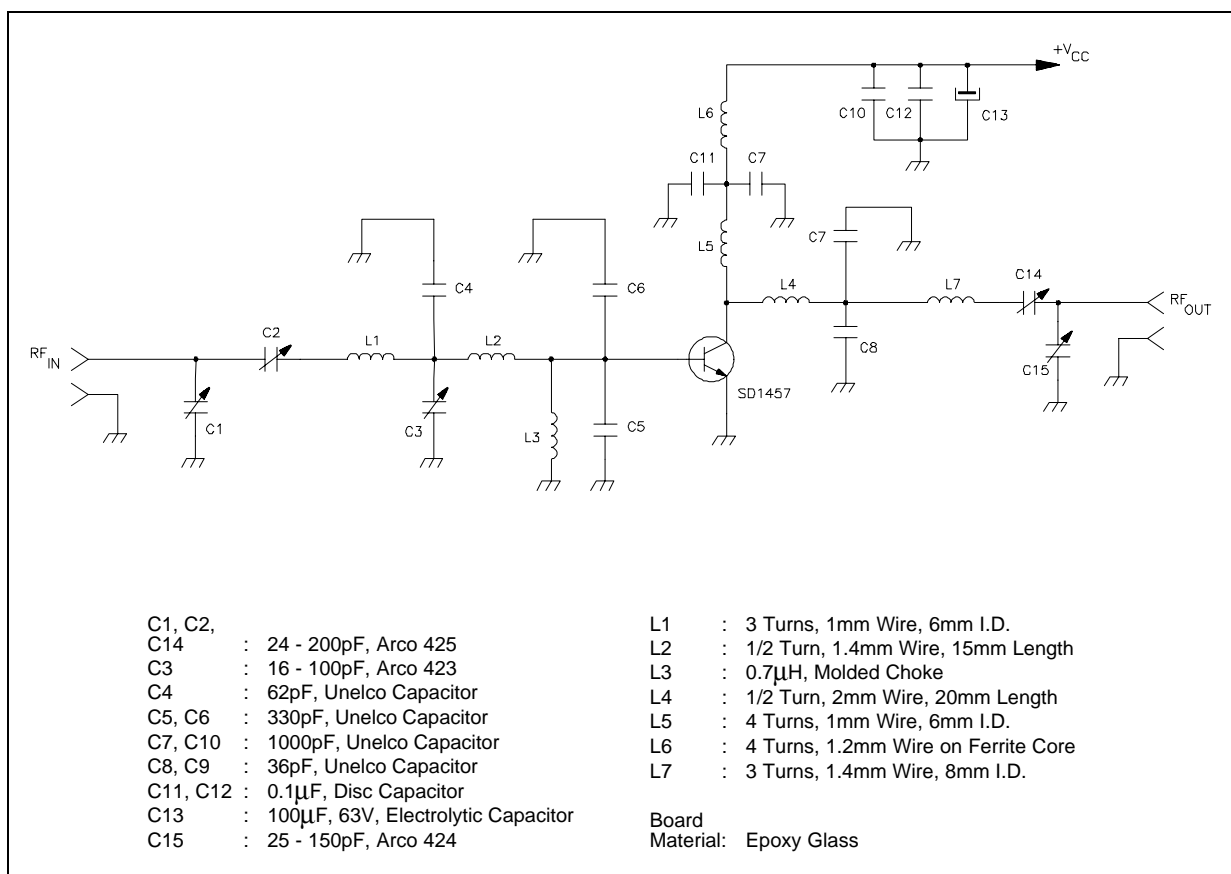 +VCC
L6
C10
C12
C13
C11
C7
L5
C7
C4
C6
L4
L7
C14
RF OUT
C8
C15
RF IN
C2
L1
L2
SD1457
C1
C3
L3
C5
C1, C2,
C14 : 24 - 200pF, Arco 425
C3 : 16 - 100pF, Arco 423
C4 : 62pF, Unelco Capacitor
C5, C6 : 330pF, Unelco Capacitor
C7, C10 : 1000pF, Unelco Capacitor
C8, C9 : 36pF, Unelco Capacitor
C11, C12 : 0.1μF, Disc Capacitor
C13 : 100μF, 63V, Electrolytic Capacitor
C15 : 25 - 150pF, Arco 424
L1 : 3 Turns, 1mm Wire, 6mm I.D.
L2 : 1/2 Turn, 1.4mm Wire, 15mm Length
L3 : 0.7μH, Molded Choke
L4 : 1/2 Turn, 2mm Wire, 20mm Length
L5 : 4 Turns, 1mm Wire, 6mm I.D.
L6 : 4 Turns, 1.2mm Wire on Ferrite Core
L7 : 3 Turns, 1.4mm Wire, 8mm I.D.
Board
Material: Epoxy Glass